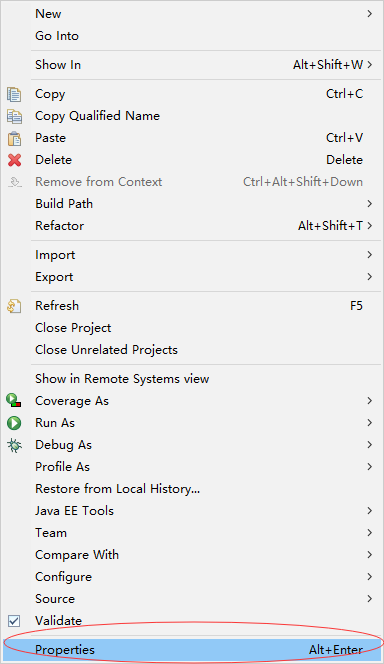 New
Go Into
Show In Alt+Shift+W
Copy Ctrl+C
Copy Qualified Name
Paste Ctrl+V
Delete Delete
Remove from Context Ctrl+Alt+Shift+Down
Build Path
Refactor Alt+Shift+T
Import
Export
Refresh F5
Close Project
Close Unrelated Projects
Show in Remote Systems view
Coverage As
Run As
Debug As
Profile As
Restore from Local History...
Java EE Tools
Team
Compare With
Configure
Source
Validate
Properties Alt+Enter